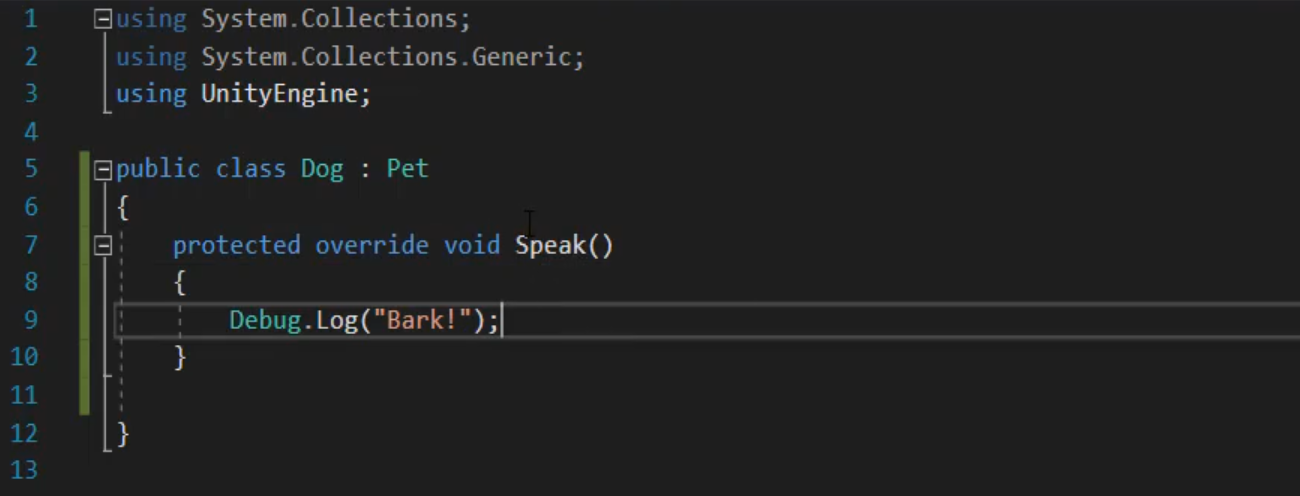 1 using System.Collections;
2 using System.Collections.Generic;
3 using UnityEngine;
4
5 public class Dog : Pet
6 {
7 protected override void Speak()
8 {
9 Debug.Log("Bark!");
10 }
11
12 }
13